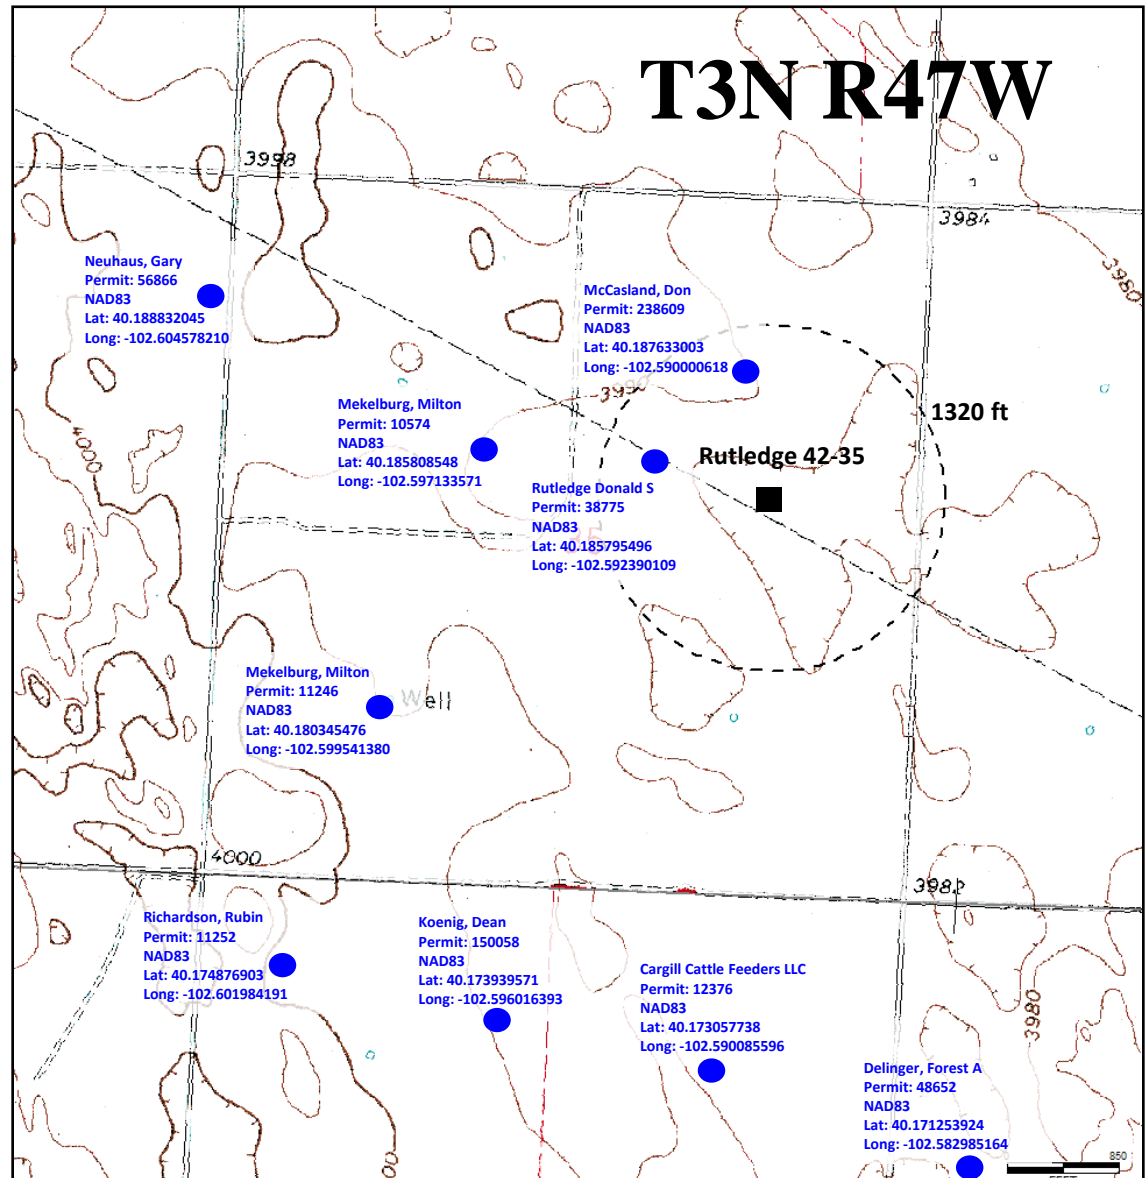 T3N R47W
3998
3984
3980
Neuhaus, Gary
Permit: 56866
NAD83
Lat: 40.188832045
Long: -102.604578210
McCasland, Don
Permit: 238609
NAD83
Lat: 40.187633003
Long: -102.590000618
3990
1320 ft
Mekelburg, Milton
Permit: 10574
NAD83
Lat: 40.185808548
Long: -102.597133571
4000
Rutledge 42-35
Rutledge Donald S
Permit: 38775
NAD83
Lat: 40.185795496
Long: -102.592390109
35
Mekelburg, Milton
Permit: 11246
NAD83
Lat: 40.180345476
Long: -102.599541380
Well
4000
3982
Richardson, Rubin
Permit: 11252
NAD83
Lat: 40.174876903
Long: -102.601984191
Koenig, Dean
Permit: 150058
NAD83
Lat: 40.173939571
Long: -102.596016393
Cargill Cattle Feeders LLC
Permit: 12376
NAD83
Lat: 40.173057738
Long: -102.590085596
3980
Delinger, Forest A
Permit: 48652
NAD83
Lat: 40.171253924
Long: -102.582985164
850